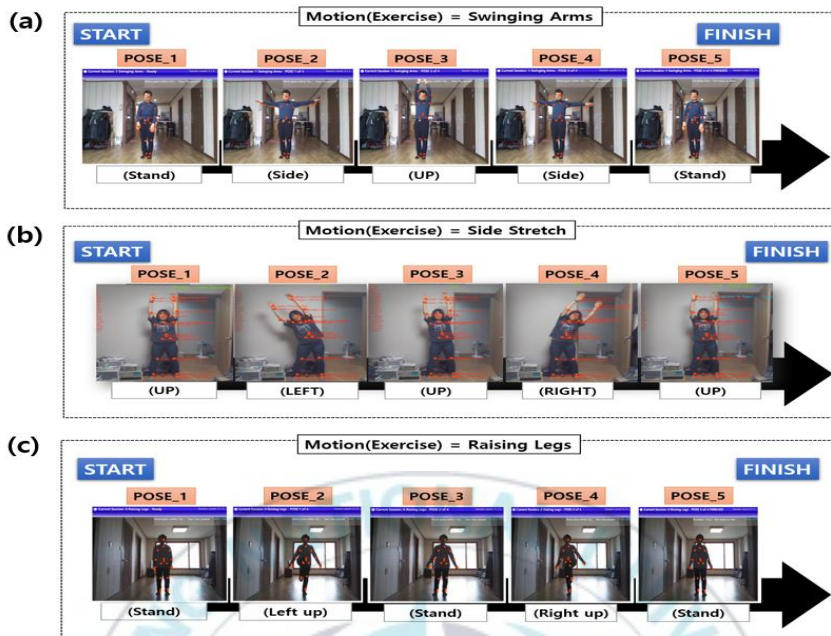 (a)
Motion(Exercise) = Swinging Arms
START
FINISH
POSE_1
POSE_2
POSE_3
POSE_4
POSE_5
(Stand)
(Side)
(UP)
(Side)
(Stand)
(b)
Motion(Exercise) = Side Stretch
START
FINISH
POSE_1
POSE_2
POSE_3
POSE_4
POSE_5
(UP)
(LEFT)
(UP)
(RIGHT)
(UP)
(c)
Motion(Exercise) = Raising Legs
START
FINISH
POSE_1
POSE_2
POSE_3
POSE_4
POSE_5
(Stand)
(Left up)
(Stand)
(Right up)
(Stand)